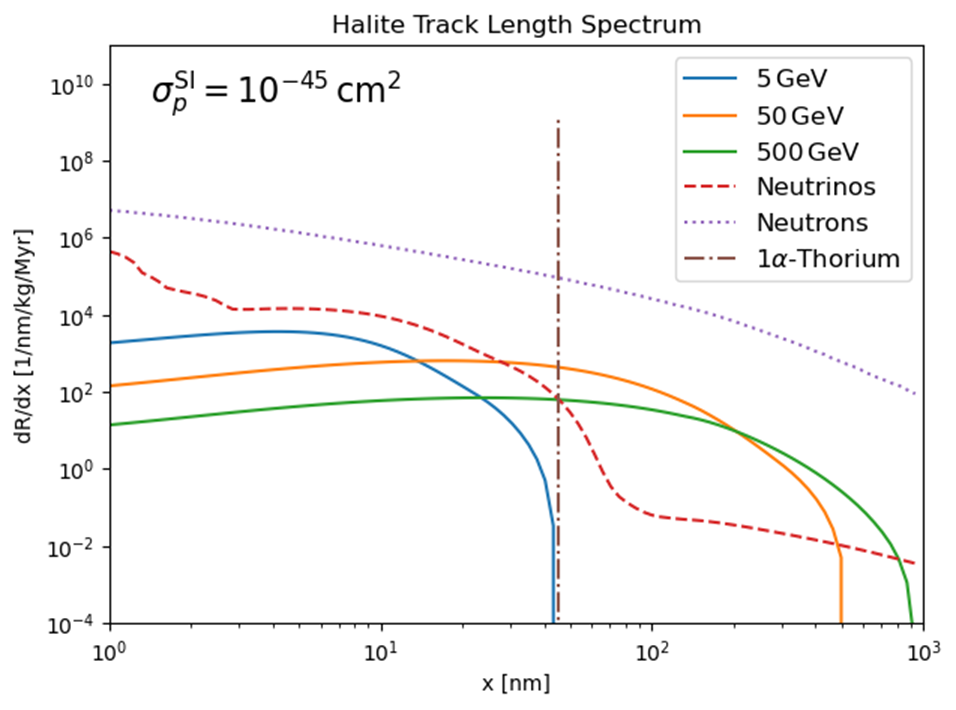 Halite Track Length Spectrum
σ_p^SI = 10^−45 cm^2
5 GeV
50 GeV
500 GeV
Neutrinos
Neutrons
1α-Thorium
dR/dx [1/nm/kg/Myr]
10^10
10^8
10^6
10^4
10^2
10^0
10^−2
10^−4
10^0
10^1
10^2
10^3
x [nm]